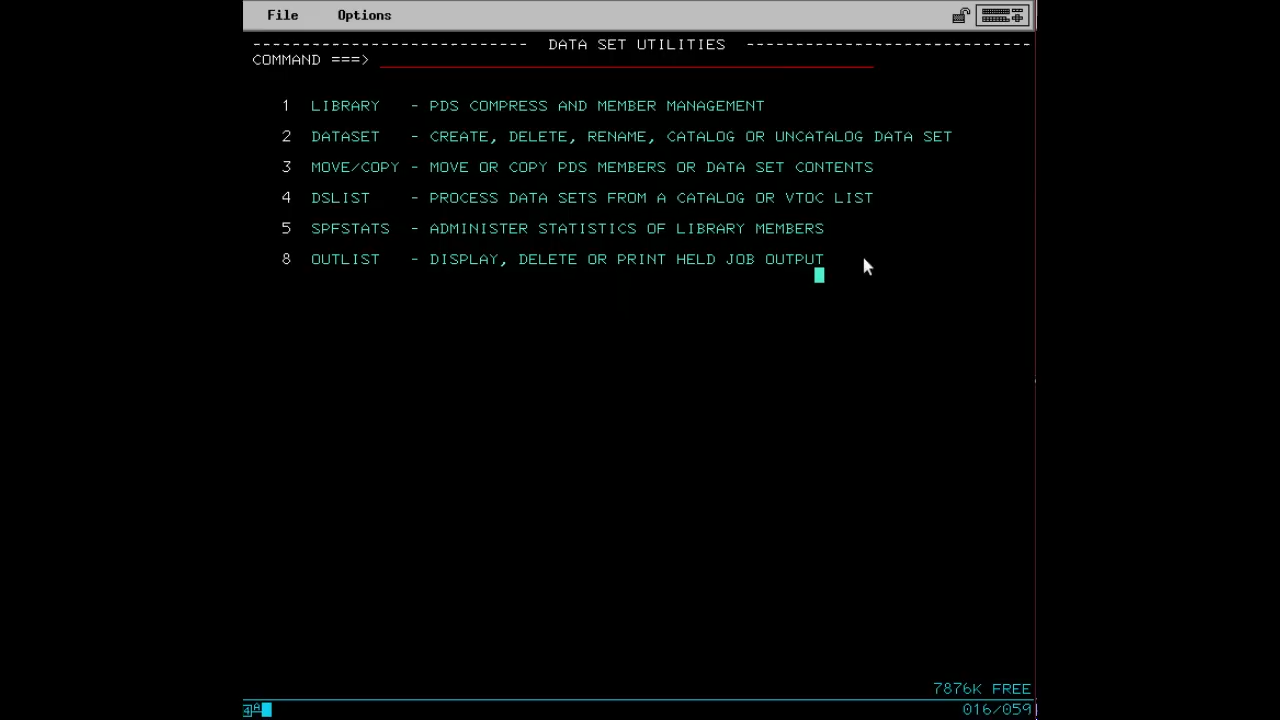 File Options
---------------------------- DATA SET UTILITIES -----------------------------
COMMAND ===>
1 LIBRARY - PDS COMPRESS AND MEMBER MANAGEMENT
2 DATASET - CREATE, DELETE, RENAME, CATALOG OR UNCATALOG DATA SET
3 MOVE/COPY - MOVE OR COPY PDS MEMBERS OR DATA SET CONTENTS
4 DSLIST - PROCESS DATA SETS FROM A CATALOG OR VTOC LIST
5 SPFSTATS - ADMINISTER STATISTICS OF LIBRARY MEMBERS
8 OUTLIST - DISPLAY, DELETE OR PRINT HELD JOB OUTPUT
7876K FREE
4A 016/059